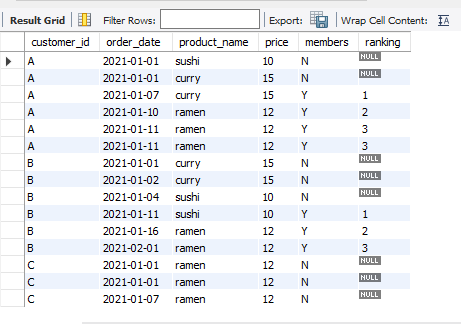 Result Grid Filter Rows: Export: Wrap Cell Content:
customer_id order_date product_name price members ranking
A 2021-01-01 sushi 10 N NULL
A 2021-01-01 curry 15 N NULL
A 2021-01-07 curry 15 Y 1
A 2021-01-10 ramen 12 Y 2
A 2021-01-11 ramen 12 Y 3
A 2021-01-11 ramen 12 Y 3
B 2021-01-01 curry 15 N NULL
B 2021-01-02 curry 15 N NULL
B 2021-01-04 sushi 10 N NULL
B 2021-01-11 sushi 10 Y 1
B 2021-01-16 ramen 12 Y 2
B 2021-02-01 ramen 12 Y 3
C 2021-01-01 ramen 12 N NULL
C 2021-01-01 ramen 12 N NULL
C 2021-01-07 ramen 12 N NULL